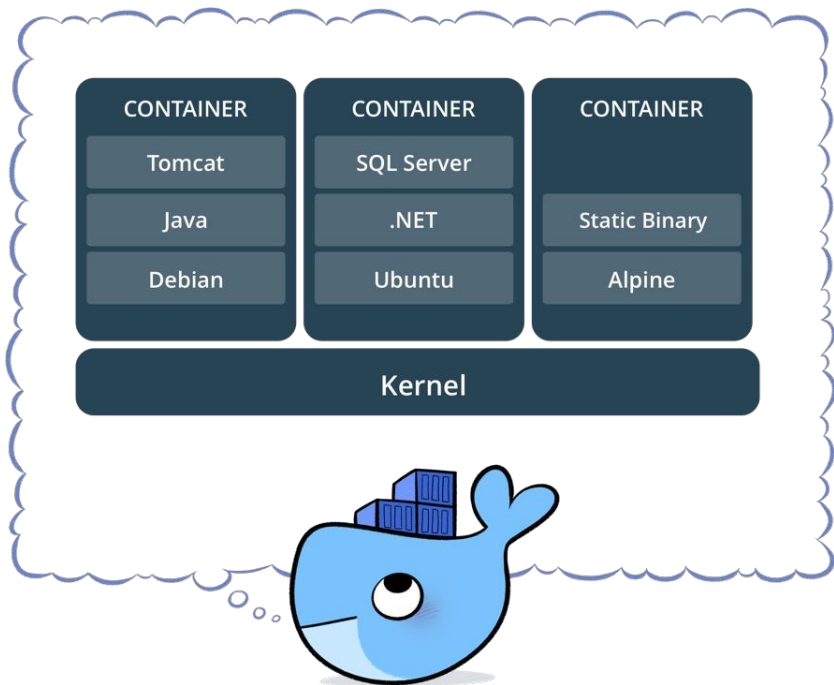 CONTAINER
Tomcat
Java
Debian
CONTAINER
SQL Server
.NET
Ubuntu
CONTAINER
Static Binary
Alpine
Kernel